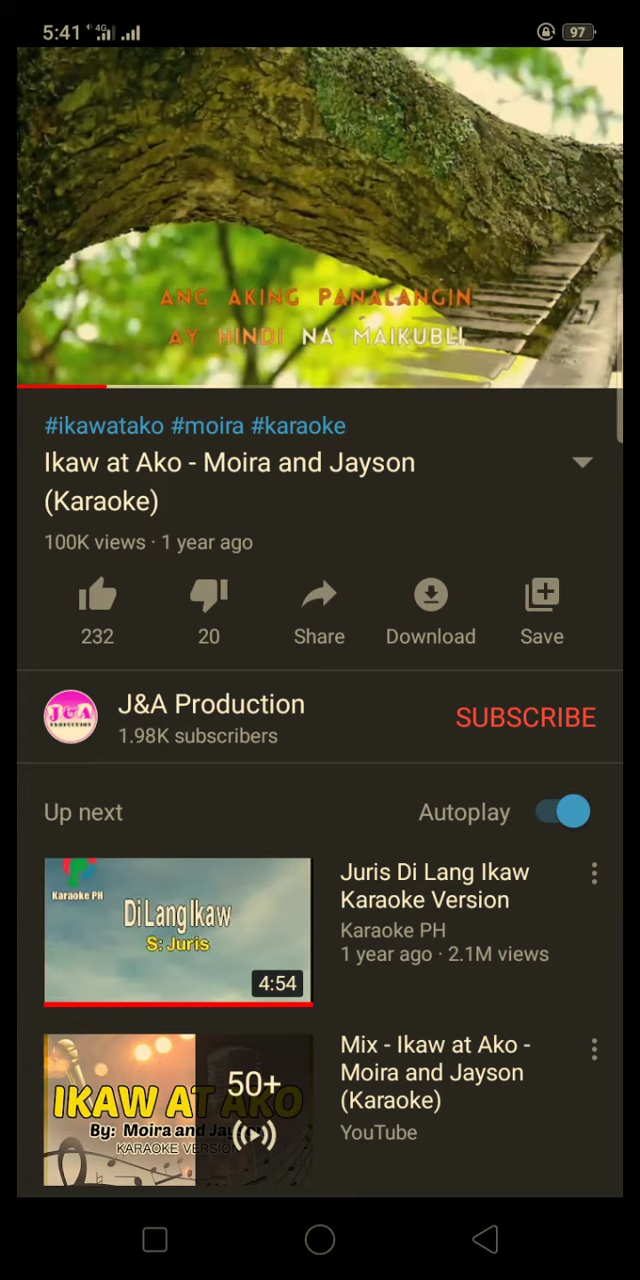 5:41 4G 97
ANG AKING PANALANGIN
AY HINDI NA MAIKUBLI
#ikawatako #moira #karaoke
Ikaw at Ako - Moira and Jayson
(Karaoke)
100K views · 1 year ago
232 20 Share Download Save
J&A Production
1.98K subscribers
SUBSCRIBE
J&A
PRODUCTION
Up next Autoplay
Karaoke PH
Di Lang Ikaw
S: Juris
4:54
Juris Di Lang Ikaw
Karaoke Version
Karaoke PH
1 year ago · 2.1M views
IKAW AT AKO
By: Moira and Jay
KARAOKE VERSION
50+
Mix - Ikaw at Ako -
Moira and Jayson
(Karaoke)
YouTube